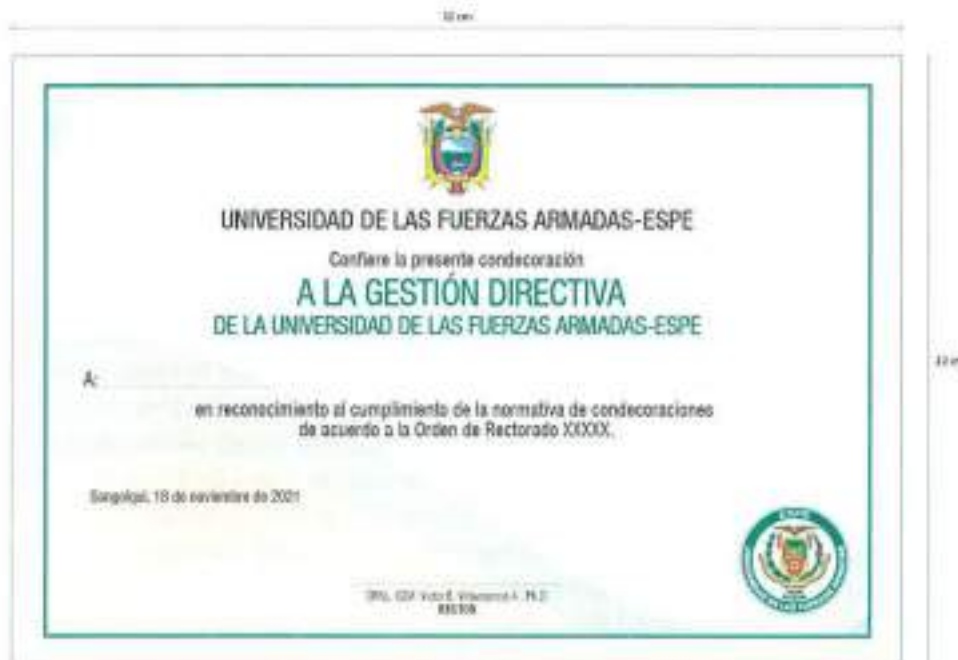 UNIVERSIDAD DE LAS FUERZAS ARMADAS-ESPE
Confiere la presente condecoración
A LA GESTIÓN DIRECTIVA
DE LA UNIVERSIDAD DE LAS FUERZAS ARMADAS-ESPE
A:
en reconocimiento al cumplimiento de la normativa de condecoraciones
de acuerdo a la Orden de Rectorado XXXXX.
Sangolquí, 18 de noviembre de 2021
ESPE
RECTOR